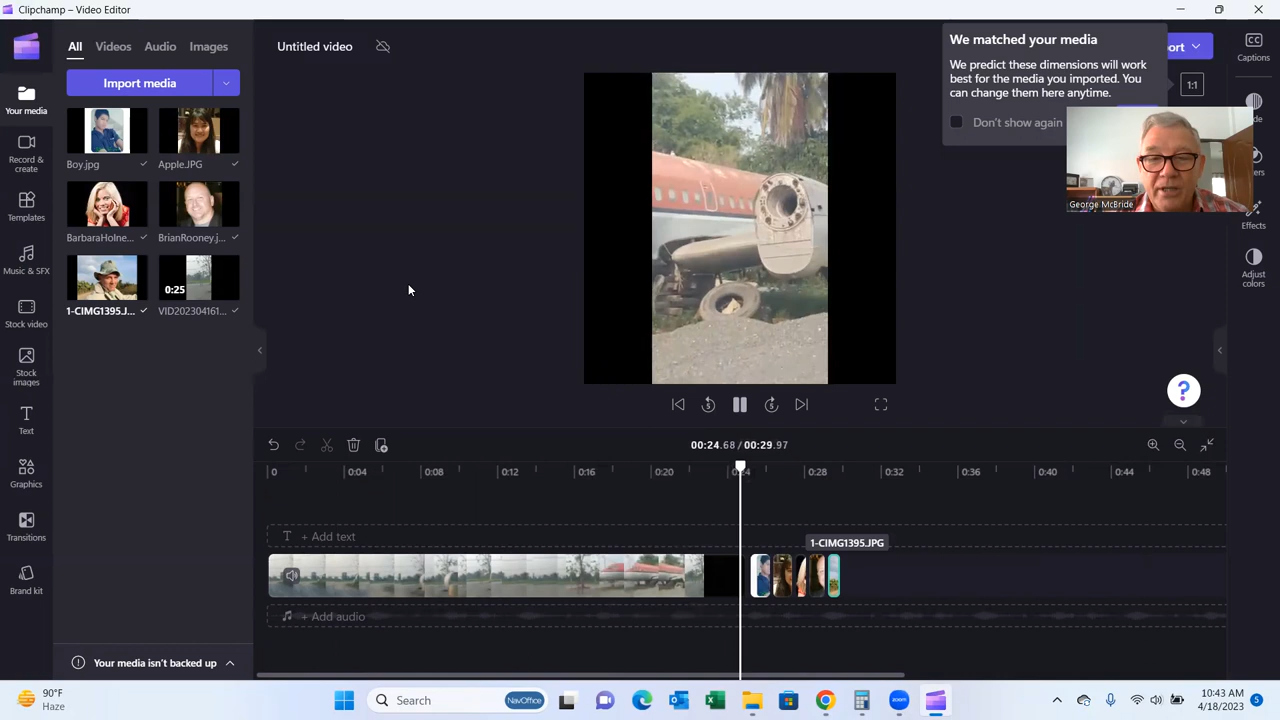 Clipchamp – Video Editor
All
Videos
Audio
Images
Untitled video
Import media
Your media
Record & create
Templates
Music & SFX
Stock video
Stock images
Text
Graphics
Transitions
Brand kit
Boy.jpg
Apple.JPG
BarbaraHolne...
BrianRooney.j...
0:25
1-CIMG1395.J...
VID202304161...
Your media isn't backed up
We matched your media
We predict these dimensions will work
best for the media you imported. You
can change them here anytime.
Don't show again
ort
1:1
Captions
George McBride
Adjust
colors
?
5
5
00:24.68 / 00:29.97
0
0:04
0:08
0:12
0:16
0:20
0:28
0:32
0:36
0:40
0:44
0:48
T + Add text
1-CIMG1395.JPG
+ Add audio
90°F
Haze
Search
NavOffice
zoom
10:43 AM
4/18/2023
5